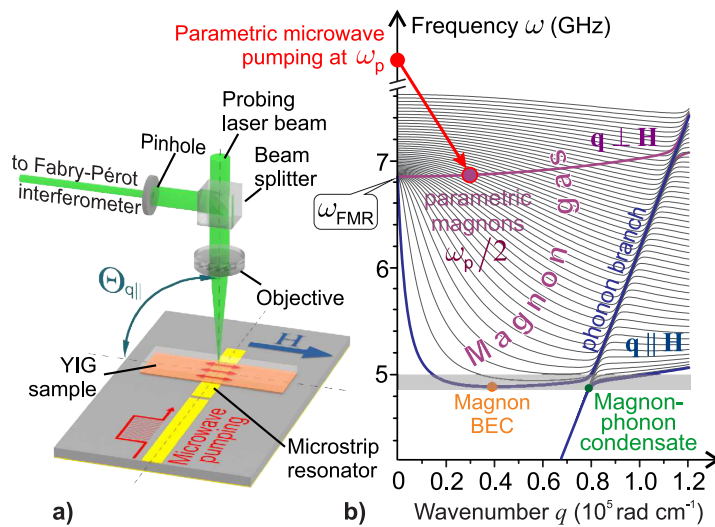 Probing
laser beam
Pinhole
Beam
splitter
to Fabry-Pérot
interferometer
Θq||
Objective
H
YIG
sample
Microwave
pumping
Microstrip
resonator
a)
Parametric microwave
pumping at ωp
Frequency ω (GHz)
q ⊥ H
7
ωFMR
parametric
magnons
ωp/2
Magnon gas
phonon branch
6
q || H
5
Magnon
BEC
Magnon-
phonon
condensate
0 0.2 0.4 0.6 0.8 1.0 1.2
b)
Wavenumber q (10⁵ rad cm⁻¹)